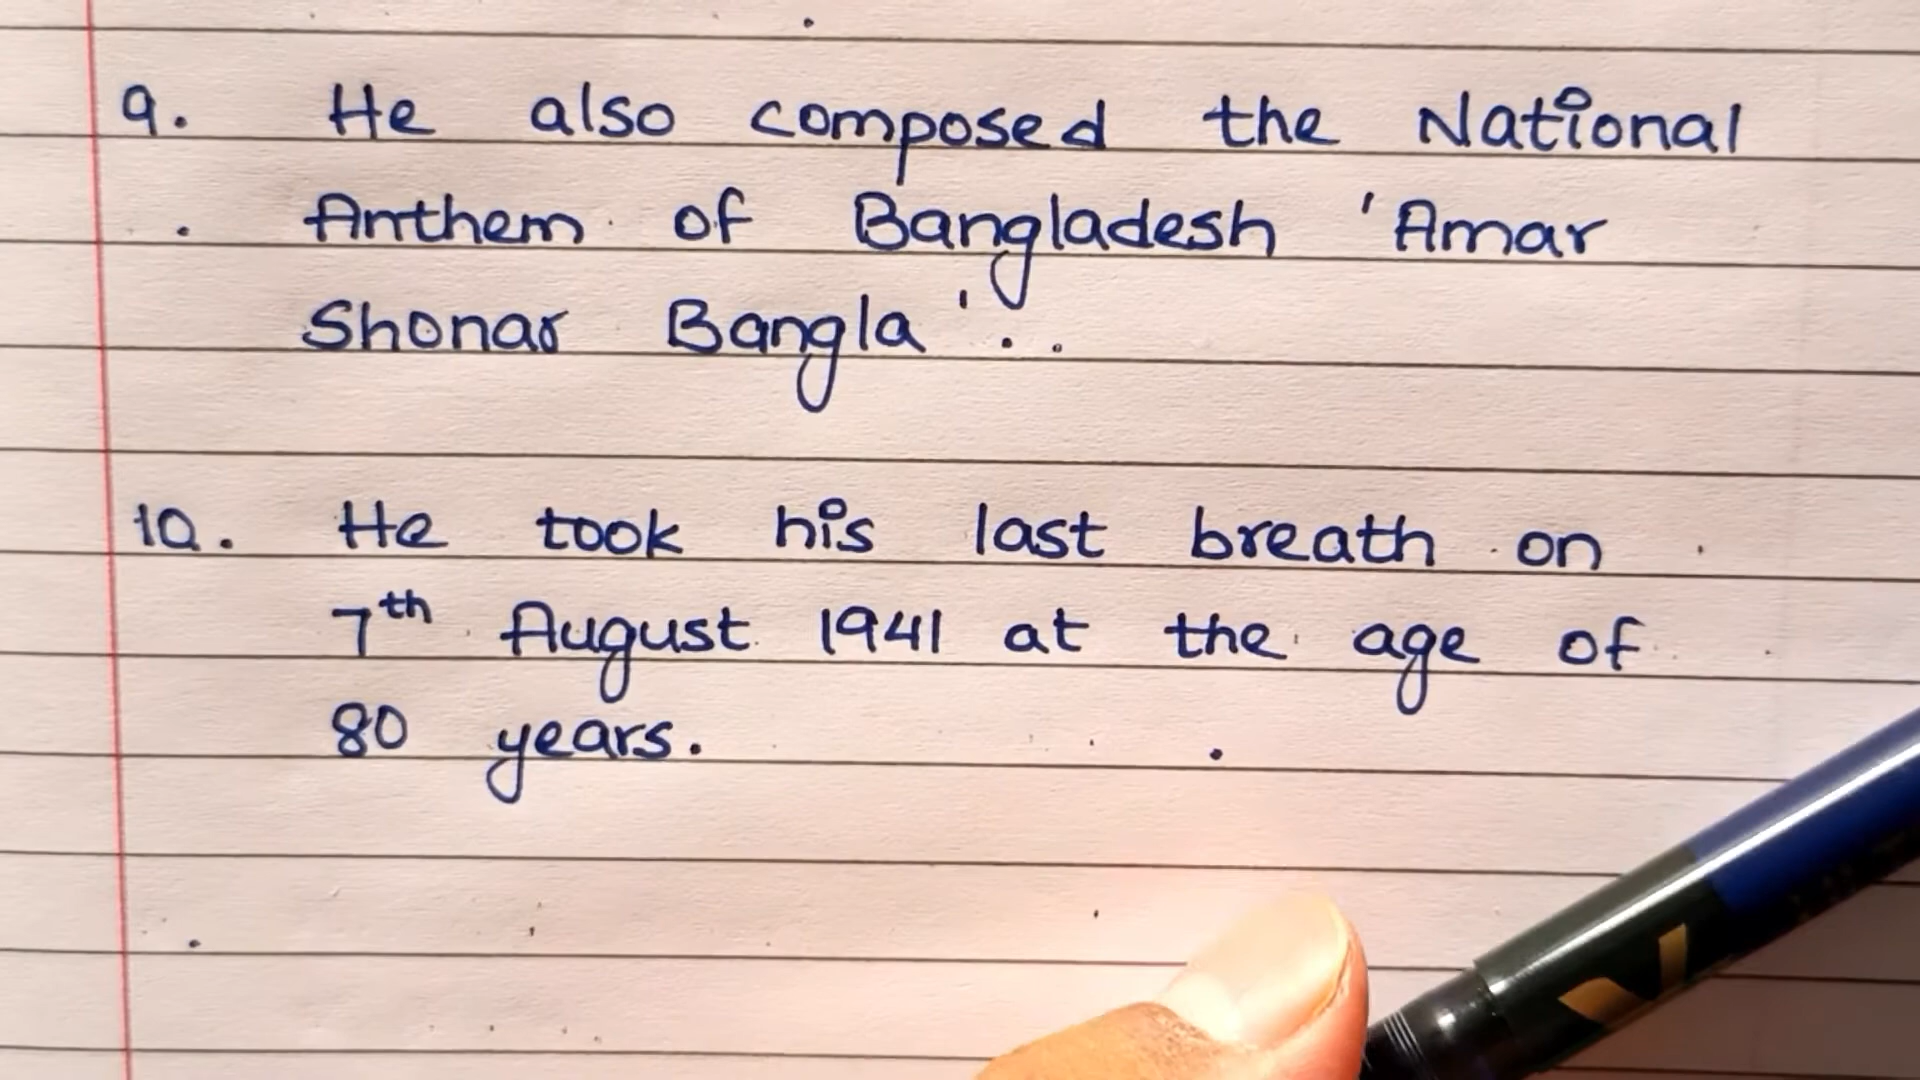 9. He also composed the National
Anthem of Bangladesh 'Amar
Shonar Bangla'..
10. He took his last breath on
7th August 1941 at the age of
80 years.